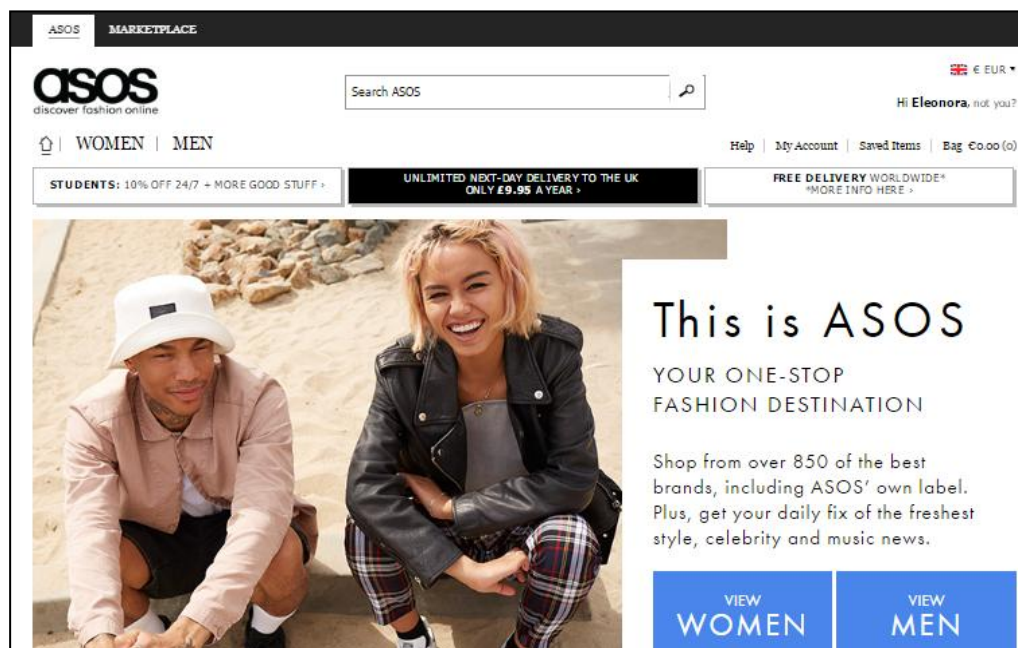 ASOS MARKETPLACE
asos
discover fashion online
Search ASOS
€ EUR
Hi Eleonora, not you?
WOMEN | MEN
Help | My Account | Saved Items | Bag €0.00 (0)
STUDENTS: 10% OFF 24/7 + MORE GOOD STUFF ›
UNLIMITED NEXT-DAY DELIVERY TO THE UK
ONLY £9.95 A YEAR ›
FREE DELIVERY WORLDWIDE*
*MORE INFO HERE ›
This is ASOS
YOUR ONE-STOP
FASHION DESTINATION
Shop from over 850 of the best
brands, including ASOS' own label.
Plus, get your daily fix of the freshest
style, celebrity and music news.
VIEW
WOMEN
VIEW
MEN